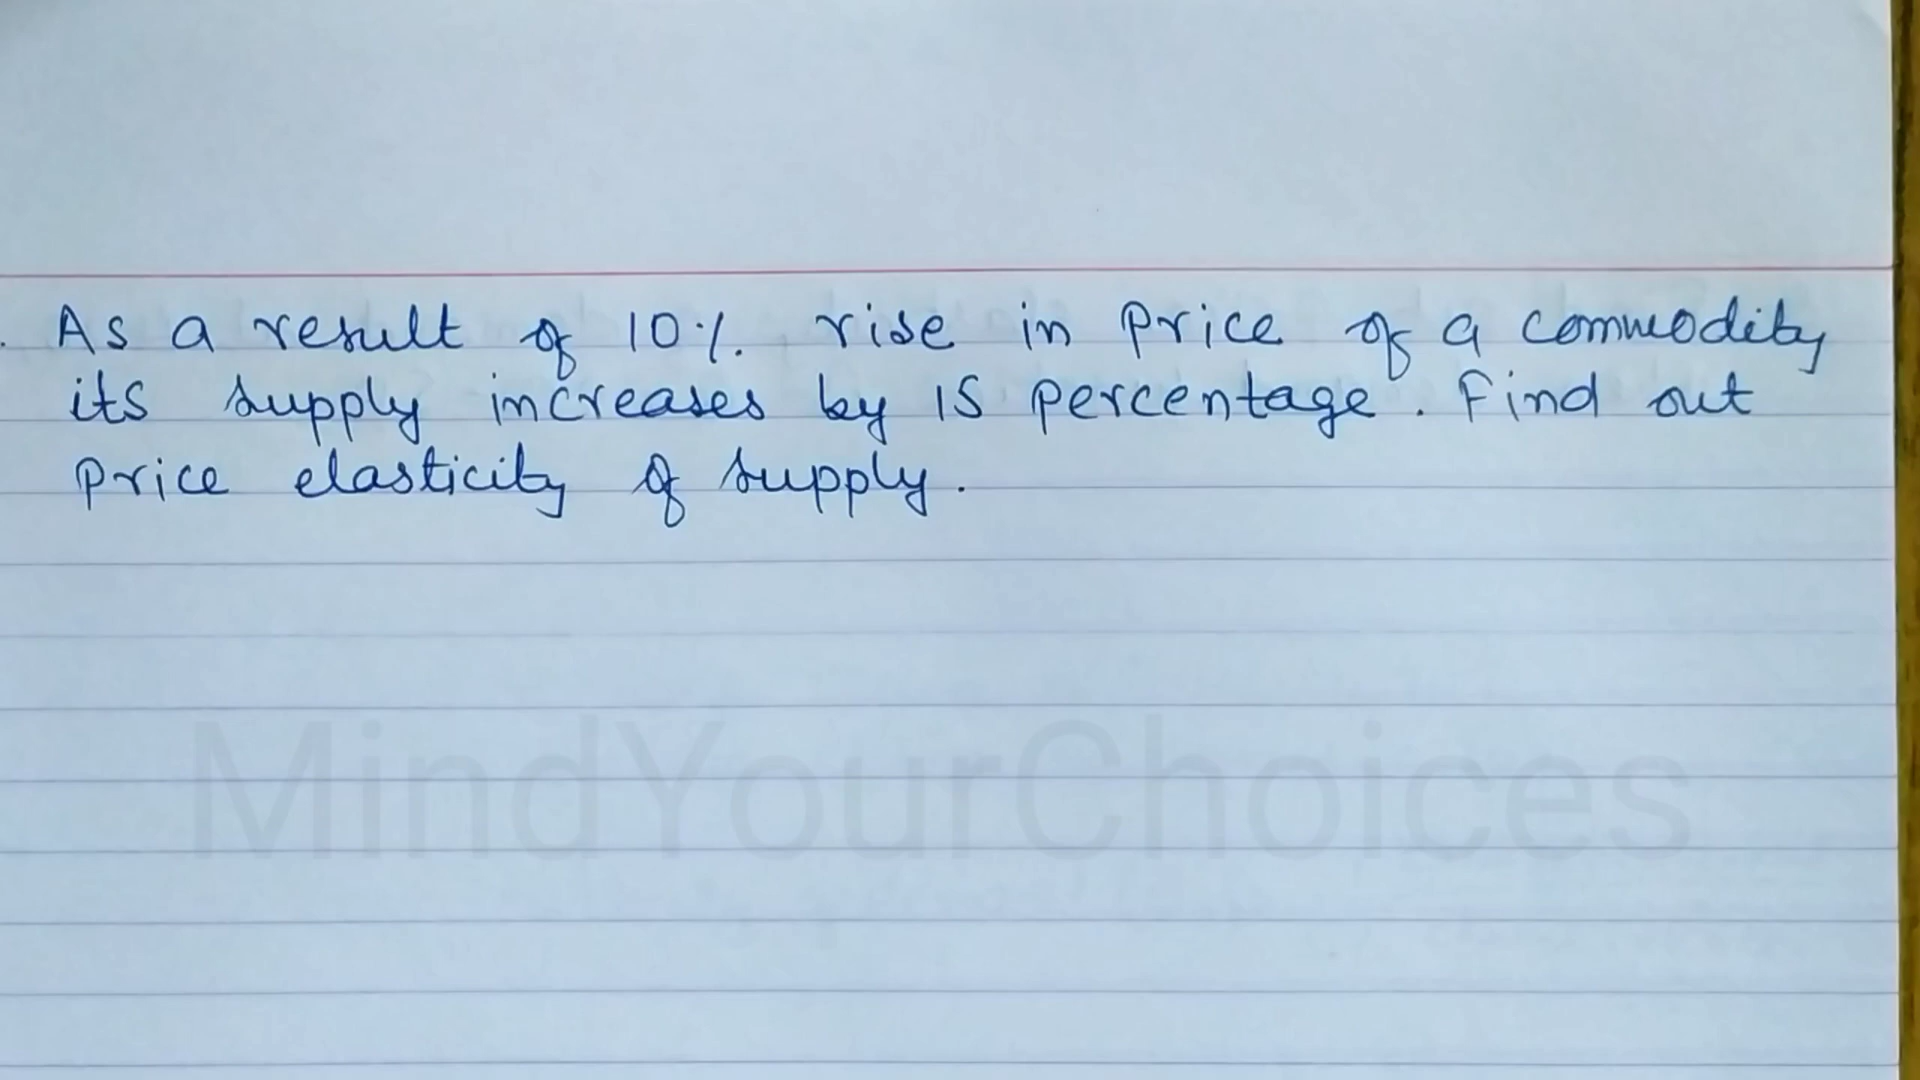 . As a result of 10%. rise in price of a commodity
its supply increases by 15 percentage. Find out
price elasticity of supply.
MindYourChoices